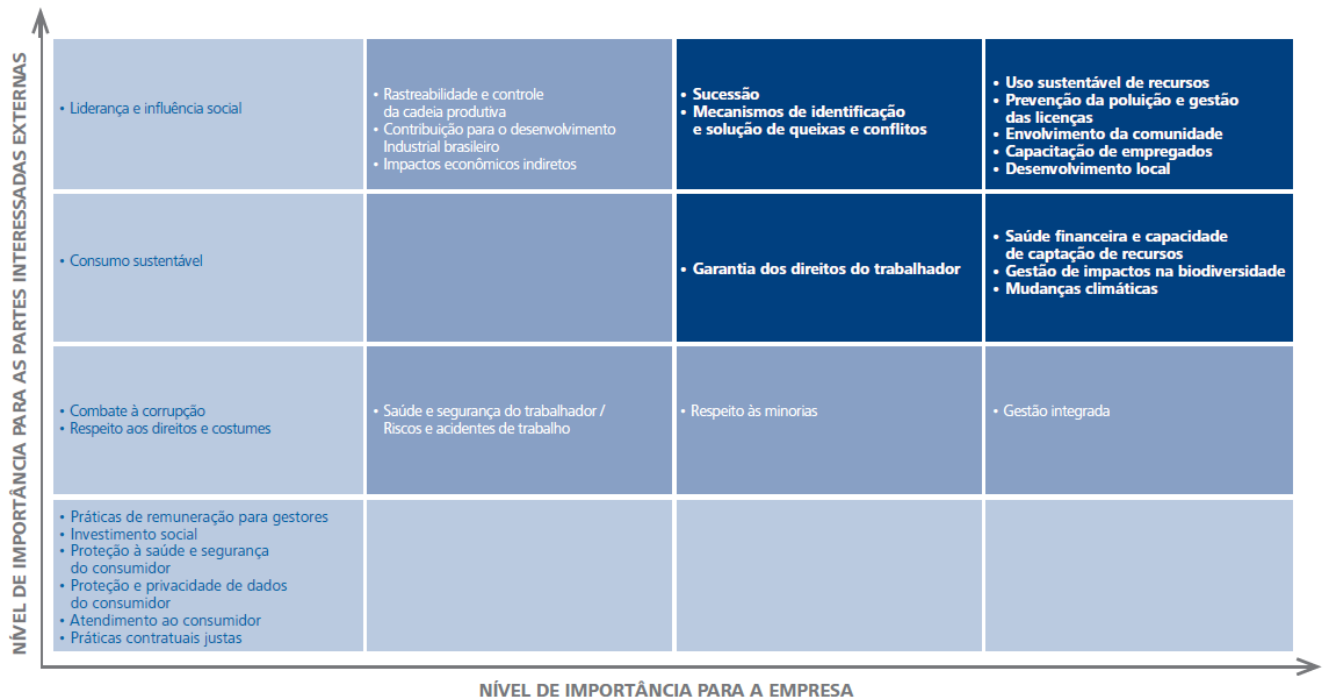 NÍVEL DE IMPORTÂNCIA PARA AS PARTES INTERESSADAS EXTERNAS
• Liderança e influência social
• Rastreabilidade e controle
da cadeia produtiva
• Contribuição para o desenvolvimento
Industrial brasileiro
• Impactos econômicos indiretos
• Sucessão
• Mecanismos de identificação
e solução de queixas e conflitos
• Uso sustentável de recursos
• Prevenção da poluição e gestão
das licenças
• Envolvimento da comunidade
• Capacitação de empregados
• Desenvolvimento local
• Consumo sustentável
• Garantia dos direitos do trabalhador
• Saúde financeira e capacidade
de captação de recursos
• Gestão de impactos na biodiversidade
• Mudanças climáticas
• Combate à corrupção
• Respeito aos direitos e costumes
• Saúde e segurança do trabalhador /
Riscos e acidentes de trabalho
• Respeito às minorias
• Gestão integrada
• Práticas de remuneração para gestores
• Investimento social
• Proteção à saúde e segurança
do consumidor
• Proteção e privacidade de dados
do consumidor
• Atendimento ao consumidor
• Práticas contratuais justas
NÍVEL DE IMPORTÂNCIA PARA A EMPRESA